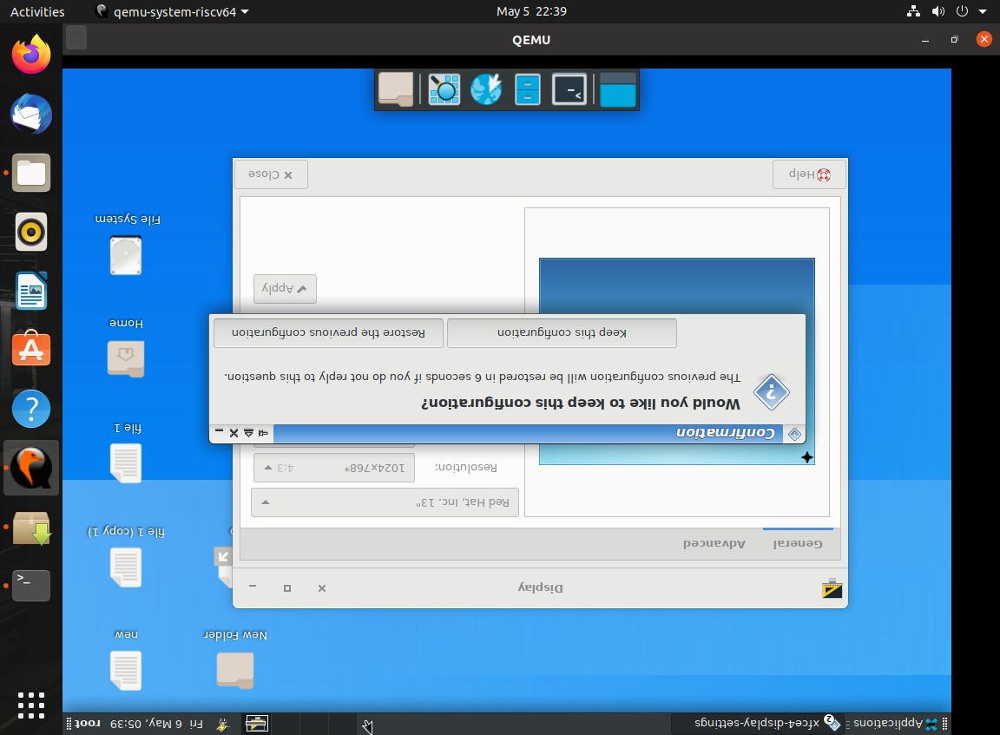 Activities
qemu-system-riscv64
May 5 22:39
QEMU
Applications
xfce4-display-settings
Fri 6 May, 05:39
root
new
New Folder
file 1 (copy 1)
file 1
Home
File System
Display
General
Advanced
Red Hat, Inc. 13"
Resolution:
1024x768*
4:3
Confirmation
Would you like to keep this configuration?
The previous configuration will be restored in 6 seconds if you do not reply to this question.
Keep this configuration
Restore the previous configuration
Apply
Help
Close